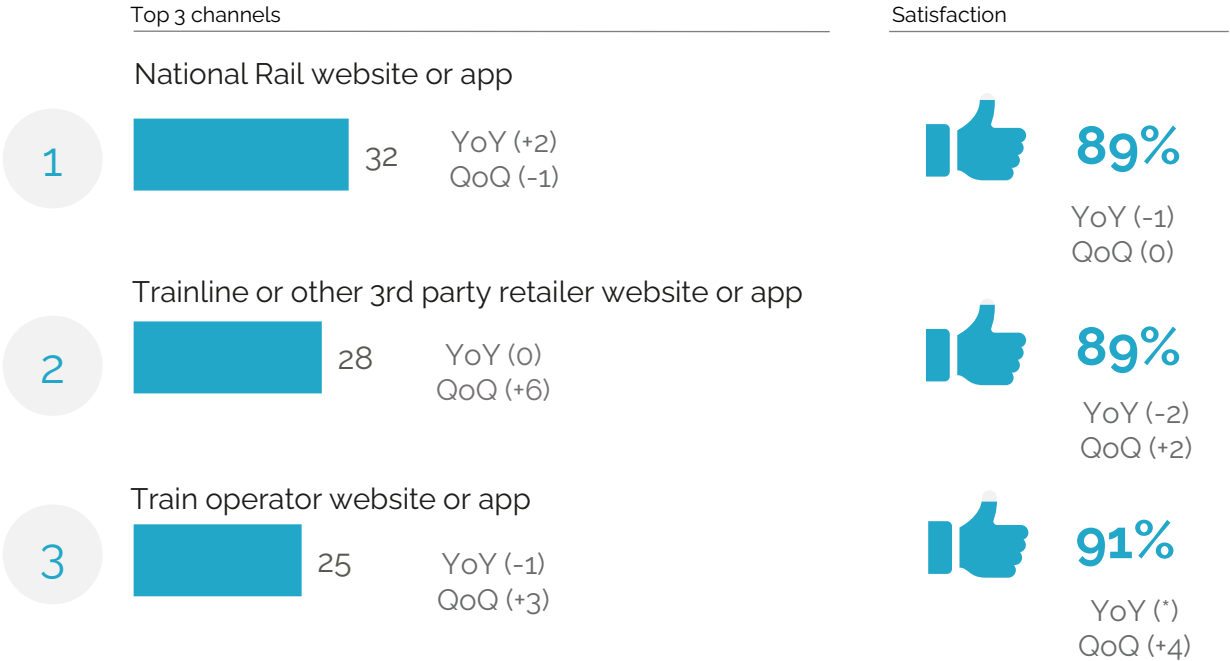 Top 3 channels
Satisfaction
National Rail website or app
1
32
YoY (+2)
QoQ (-1)
89%
YoY (-1)
QoQ (0)
Trainline or other 3rd party retailer website or app
2
28
YoY (0)
QoQ (+6)
89%
YoY (-2)
QoQ (+2)
Train operator website or app
3
25
YoY (-1)
QoQ (+3)
91%
YoY (*)
QoQ (+4)